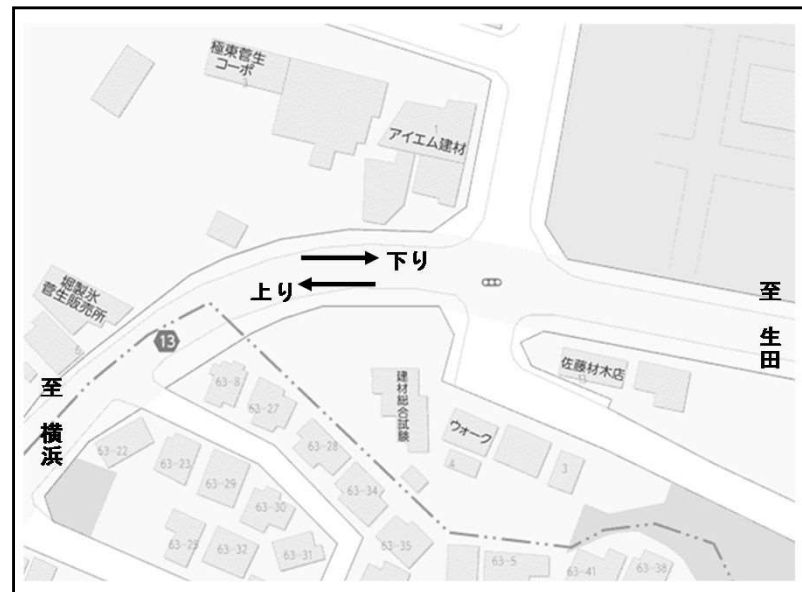 極東菅生
コーポ
アイエム建材
下り
上り
至 生田
堀製氷
菅生販売所
13
至 横浜
佐藤材木店
建材総合試験
ウォーク
63-8
63-27
63-22
63-23
63-28
63-29
63-34
63-30
4
3
63-25
63-32
63-31
63-35
63-5
63-41
63-38